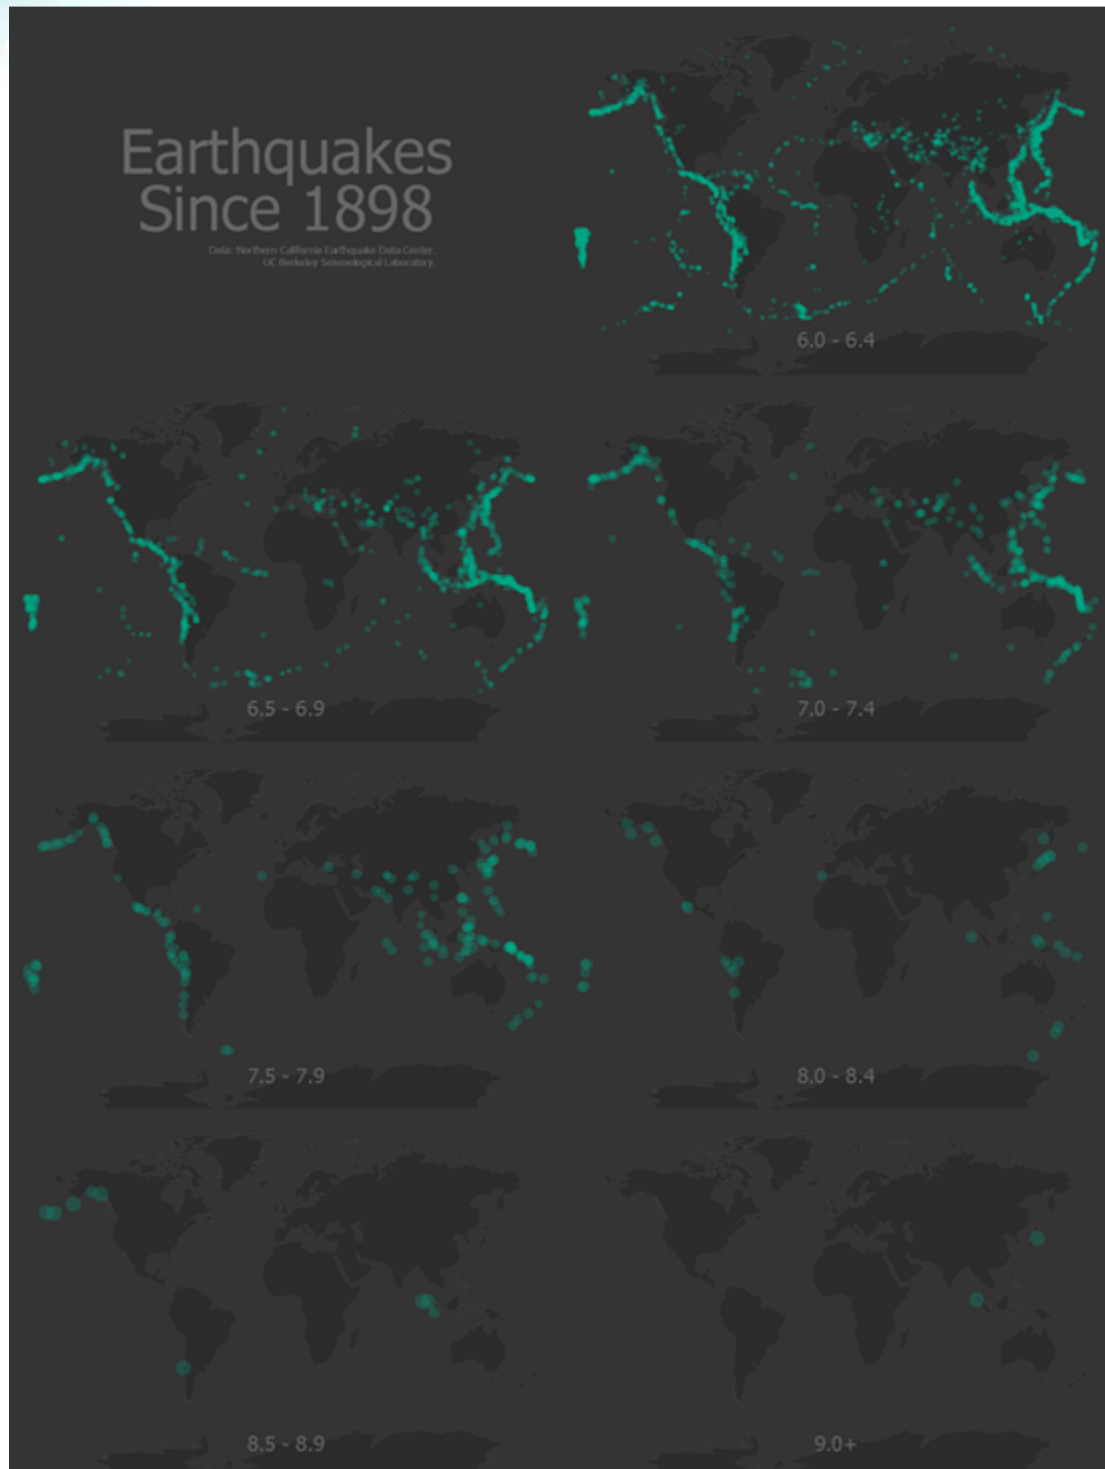 Earthquakes
Since 1898
Data: Northern California Earthquake Data Center.
UC Berkeley Seismological Laboratory.
6.0 - 6.4
6.5 - 6.9
7.0 - 7.4
7.5 - 7.9
8.0 - 8.4
8.5 - 8.9
9.0+